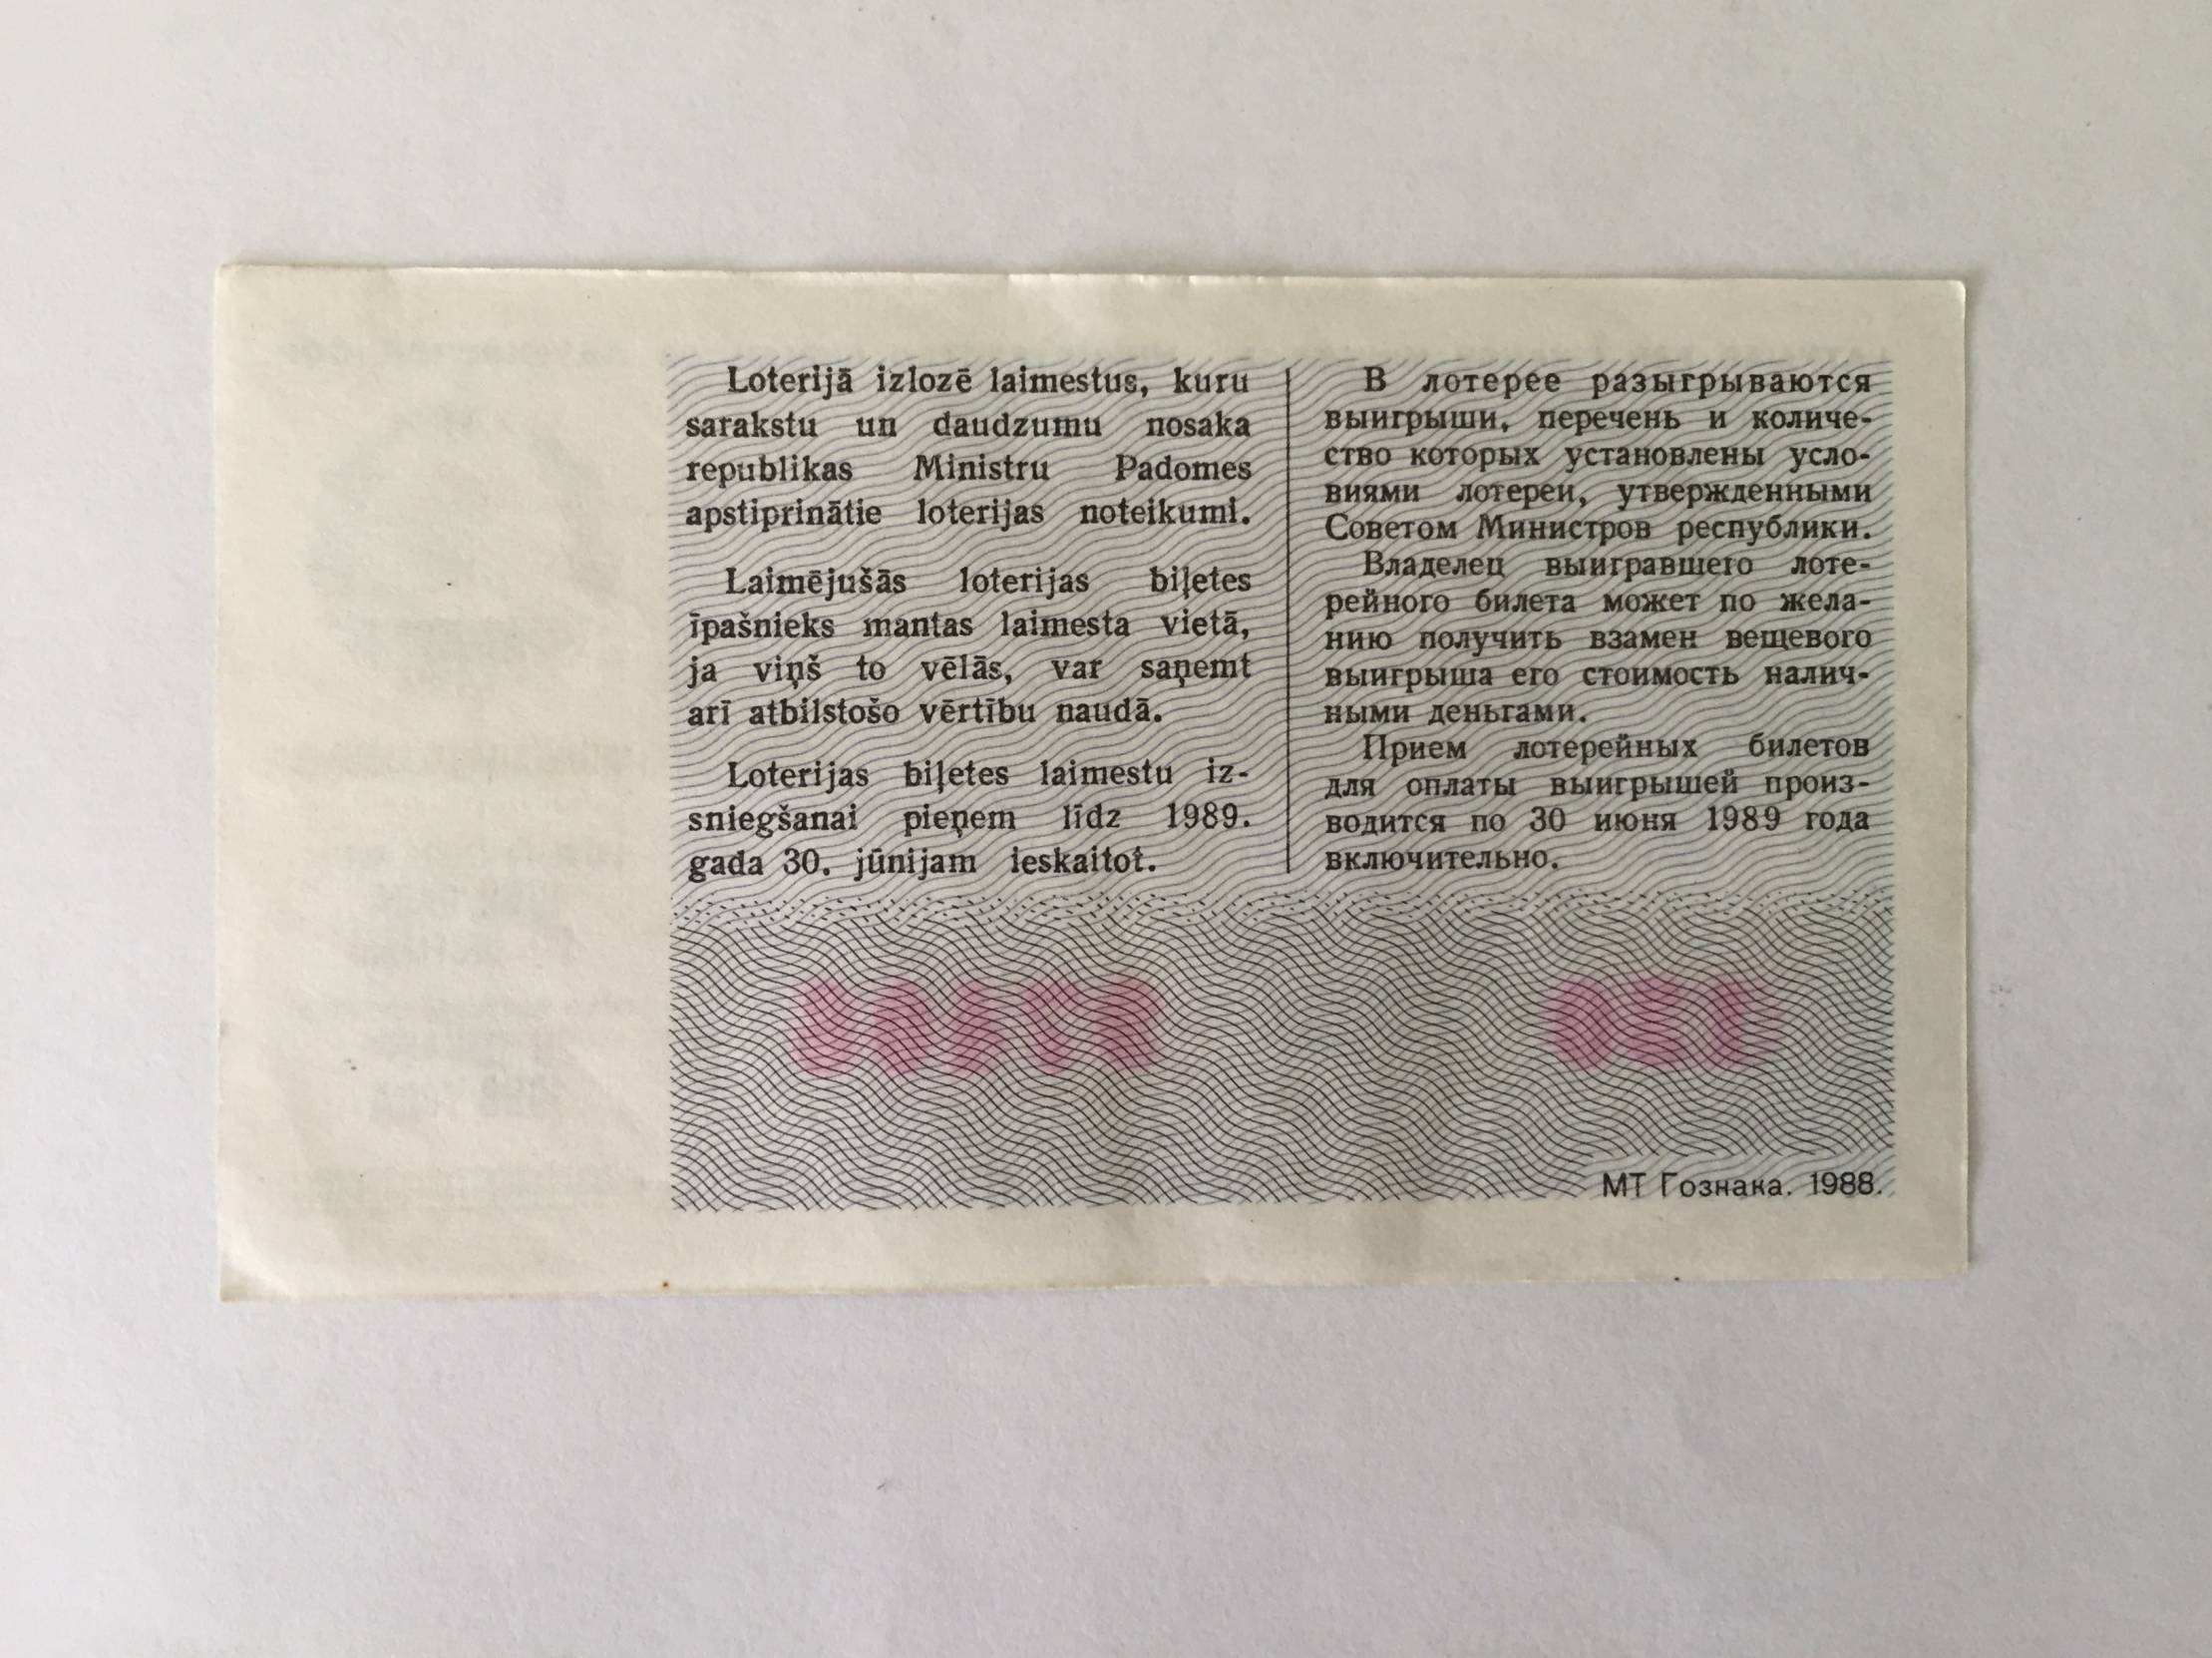 Loterijā izlozē laimestus, kuru
sarakstu un daudzumu nosaka
republikas Ministru Padomes
apstiprinātie loterijas noteikumi.
Laimējušās loterijas biļetes
īpašnieks mantas laimesta vietā,
ja viņš to vēlās, var saņemt
arī atbilstošo vērtību naudā.
Loterijas biļetes laimestu iz-
sniegšanai pieņem līdz 1989.
gada 30. jūnijam ieskaitot.
В лотерее разыгрываются
выигрыши, перечень и количе-
ство которых установлены усло-
виями лотереи, утвержденными
Советом Министров республики.
Владелец выигравшего лоте-
рейного билета может по жела-
нию получить взамен вещевого
выигрыша его стоимость налич-
ными деньгами.
Прием лотерейных билетов
для оплаты выигрышей произ-
водится по 30 июня 1989 года
включительно.
МТ Гознака. 1988.